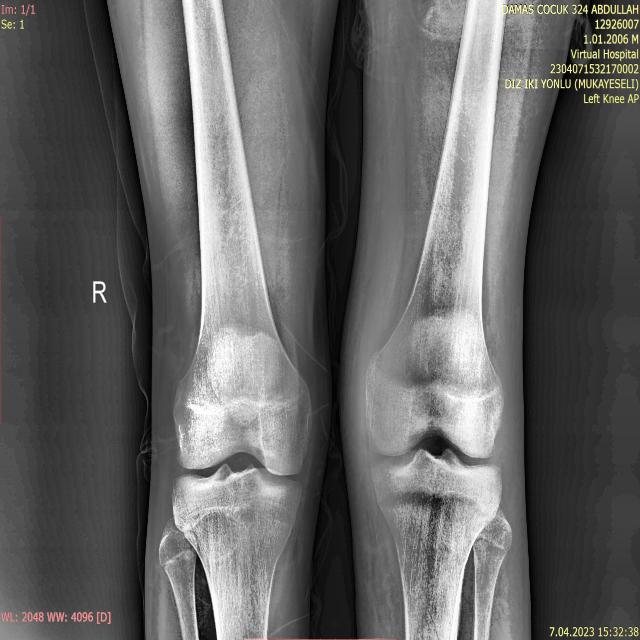 Im: 1/1
Se: 1
DAMAS COCUK 324 ABDULLAH
12926007
1.01.2006 M
Virtual Hospital
2304071532170002
DIZ IKI YONLU (MUKAYESELI)
Left Knee AP
R
WL: 2048 WW: 4096 [D]
7.04.2023 15:32:38